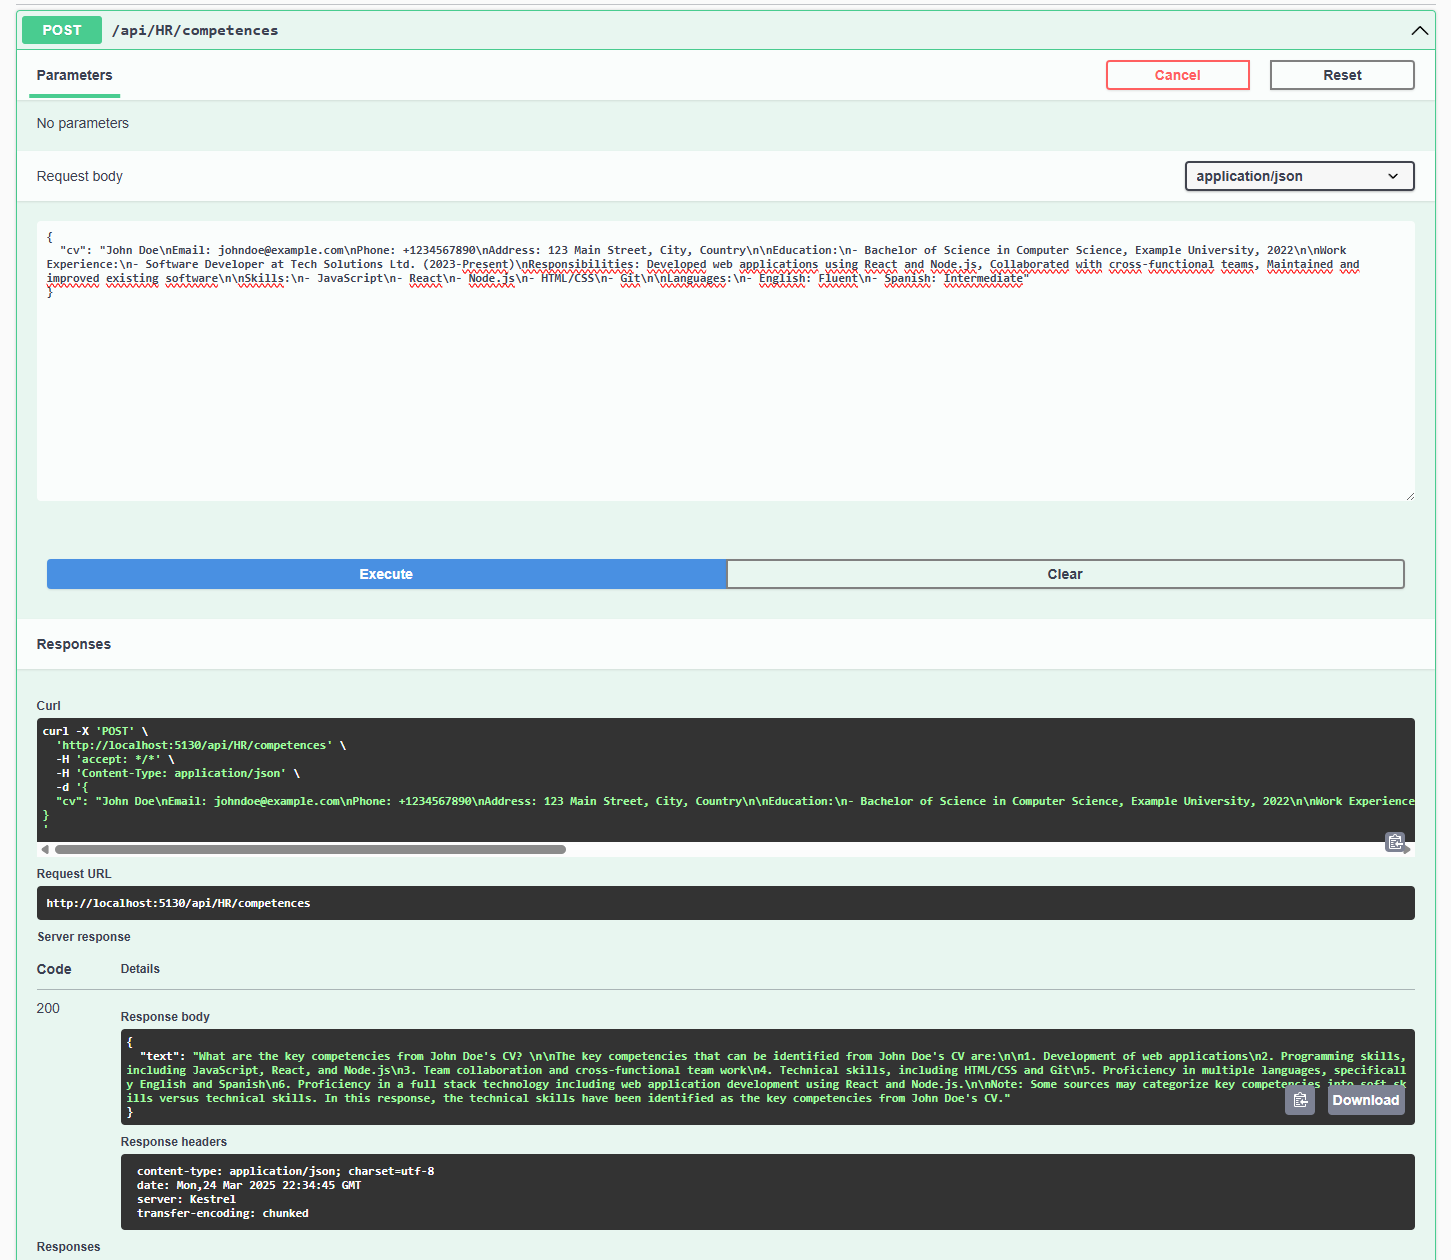 POST /api/HR/competences
Parameters
Cancel
Reset
No parameters
Request body
application/json
{
"cv": "John Doe\nEmail: johndoe@example.com\nPhone: +1234567890\nAddress: 123 Main Street, City, Country\n\nEducation:\n- Bachelor of Science in Computer Science, Example University, 2022\n\nWork
Experience:\n- Software Developer at Tech Solutions Ltd. (2023-Present)\nResponsibilities: Developed web applications using React and Node.js, Collaborated with cross-functional teams, Maintained and
improved existing software\n\nSkills:\n- JavaScript\n- React\n- Node.js\n- HTML/CSS\n- Git\n\nLanguages:\n- English: Fluent\n- Spanish: Intermediate"
}
Execute
Clear
Responses
Curl
curl -X 'POST' \
'http://localhost:5130/api/HR/competences' \
-H 'accept: */*' \
-H 'Content-Type: application/json' \
-d '{
"cv": "John Doe\nEmail: johndoe@example.com\nPhone: +1234567890\nAddress: 123 Main Street, City, Country\n\nEducation:\n- Bachelor of Science in Computer Science, Example University, 2022\n\nWork Experience
}
'
Request URL
http://localhost:5130/api/HR/competences
Server response
Code Details
200
Response body
{
"text": "What are the key competencies from John Doe's CV? \n\nThe key competencies that can be identified from John Doe's CV are:\n\n1. Development of web applications\n2. Programming skills,
including JavaScript, React, and Node.js\n3. Team collaboration and cross-functional team work\n4. Technical skills, including HTML/CSS and Git\n5. Proficiency in multiple languages, specificall
y English and Spanish\n6. Proficiency in a full stack technology including web application development using React and Node.js.\n\nNote: Some sources may categorize key competencies into soft sk
ills versus technical skills. In this response, the technical skills have been identified as the key competencies from John Doe's CV."
}
Download
Response headers
content-type: application/json; charset=utf-8
date: Mon,24 Mar 2025 22:34:45 GMT
server: Kestrel
transfer-encoding: chunked
Responses